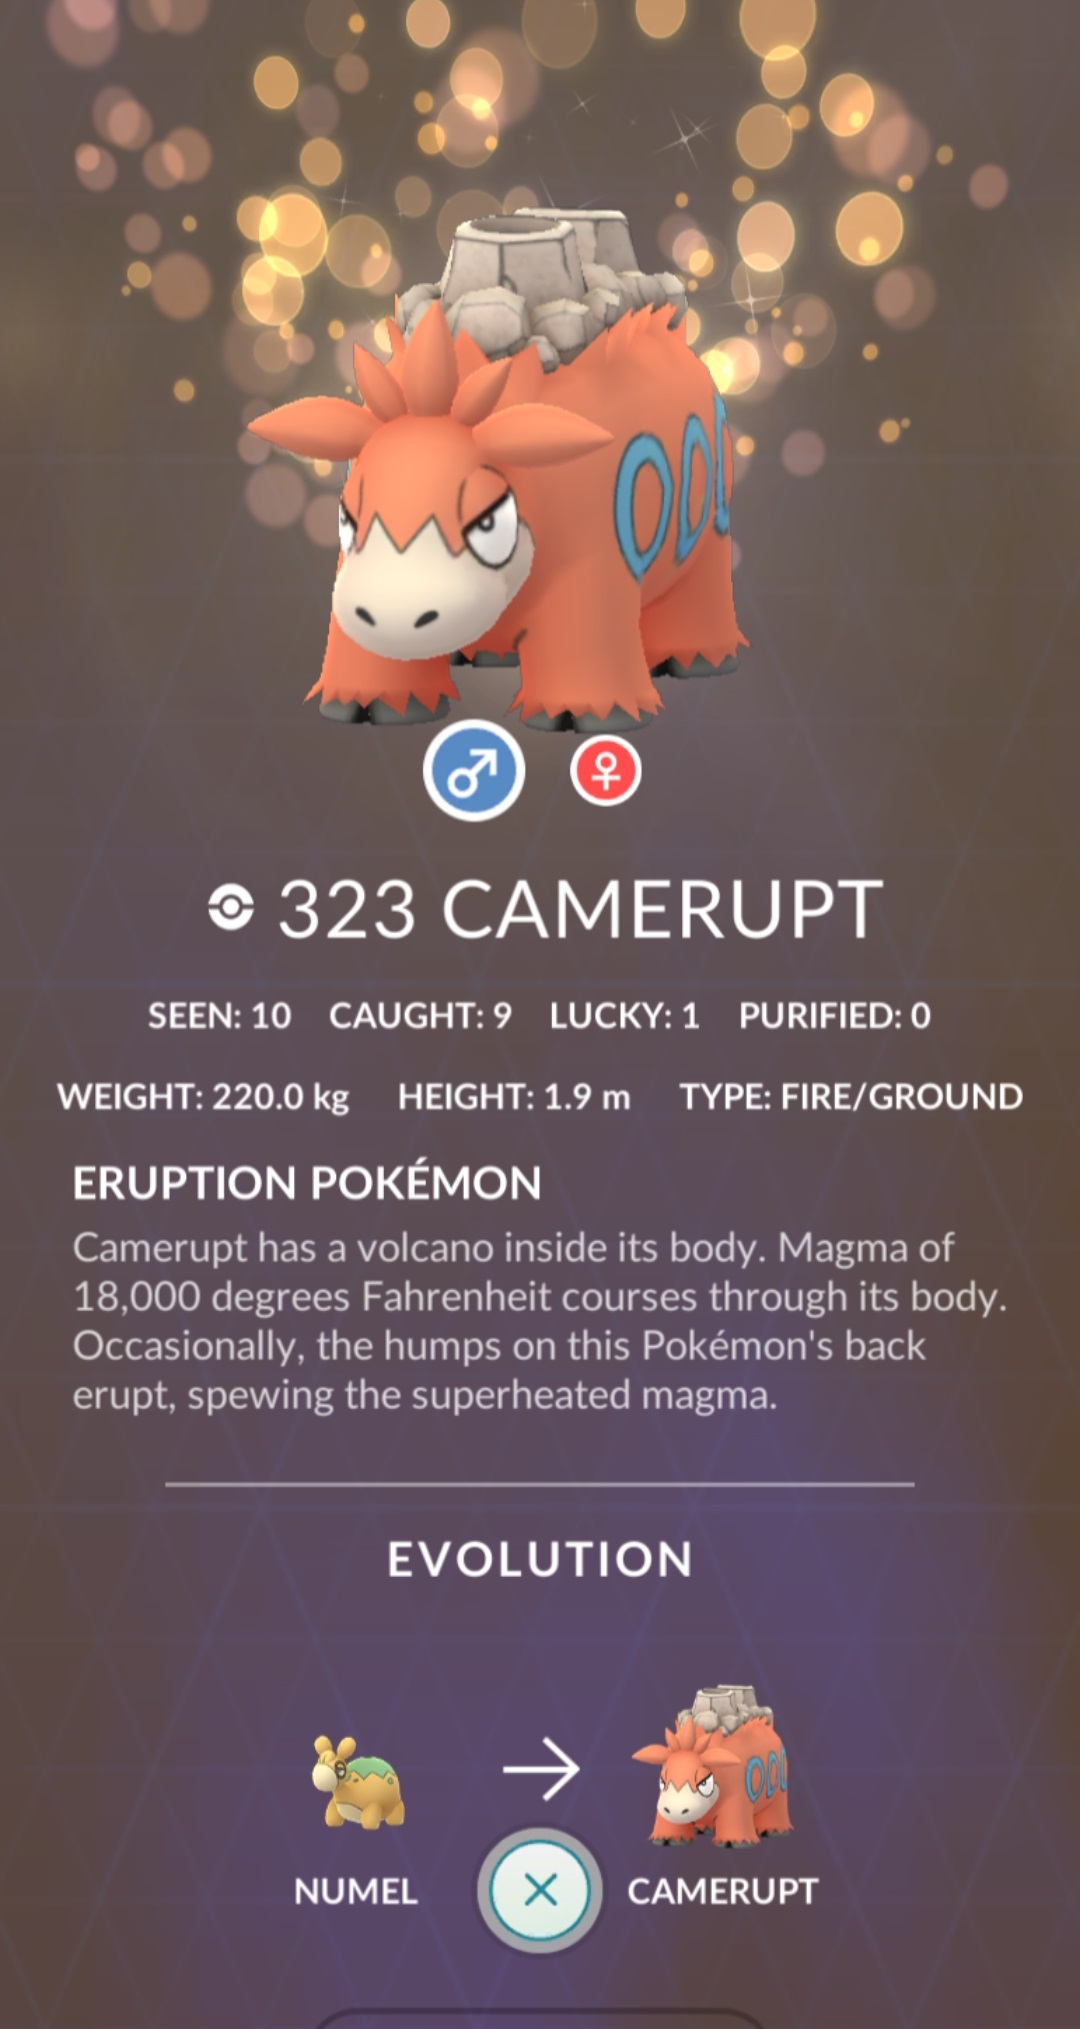 323 CAMERUPT
SEEN: 10 CAUGHT: 9 LUCKY: 1 PURIFIED: 0
WEIGHT: 220.0 kg HEIGHT: 1.9 m TYPE: FIRE/GROUND
ERUPTION POKÉMON
Camerupt has a volcano inside its body. Magma of
18,000 degrees Fahrenheit courses through its body.
Occasionally, the humps on this Pokémon's back
erupt, spewing the superheated magma.
EVOLUTION
NUMEL CAMERUPT